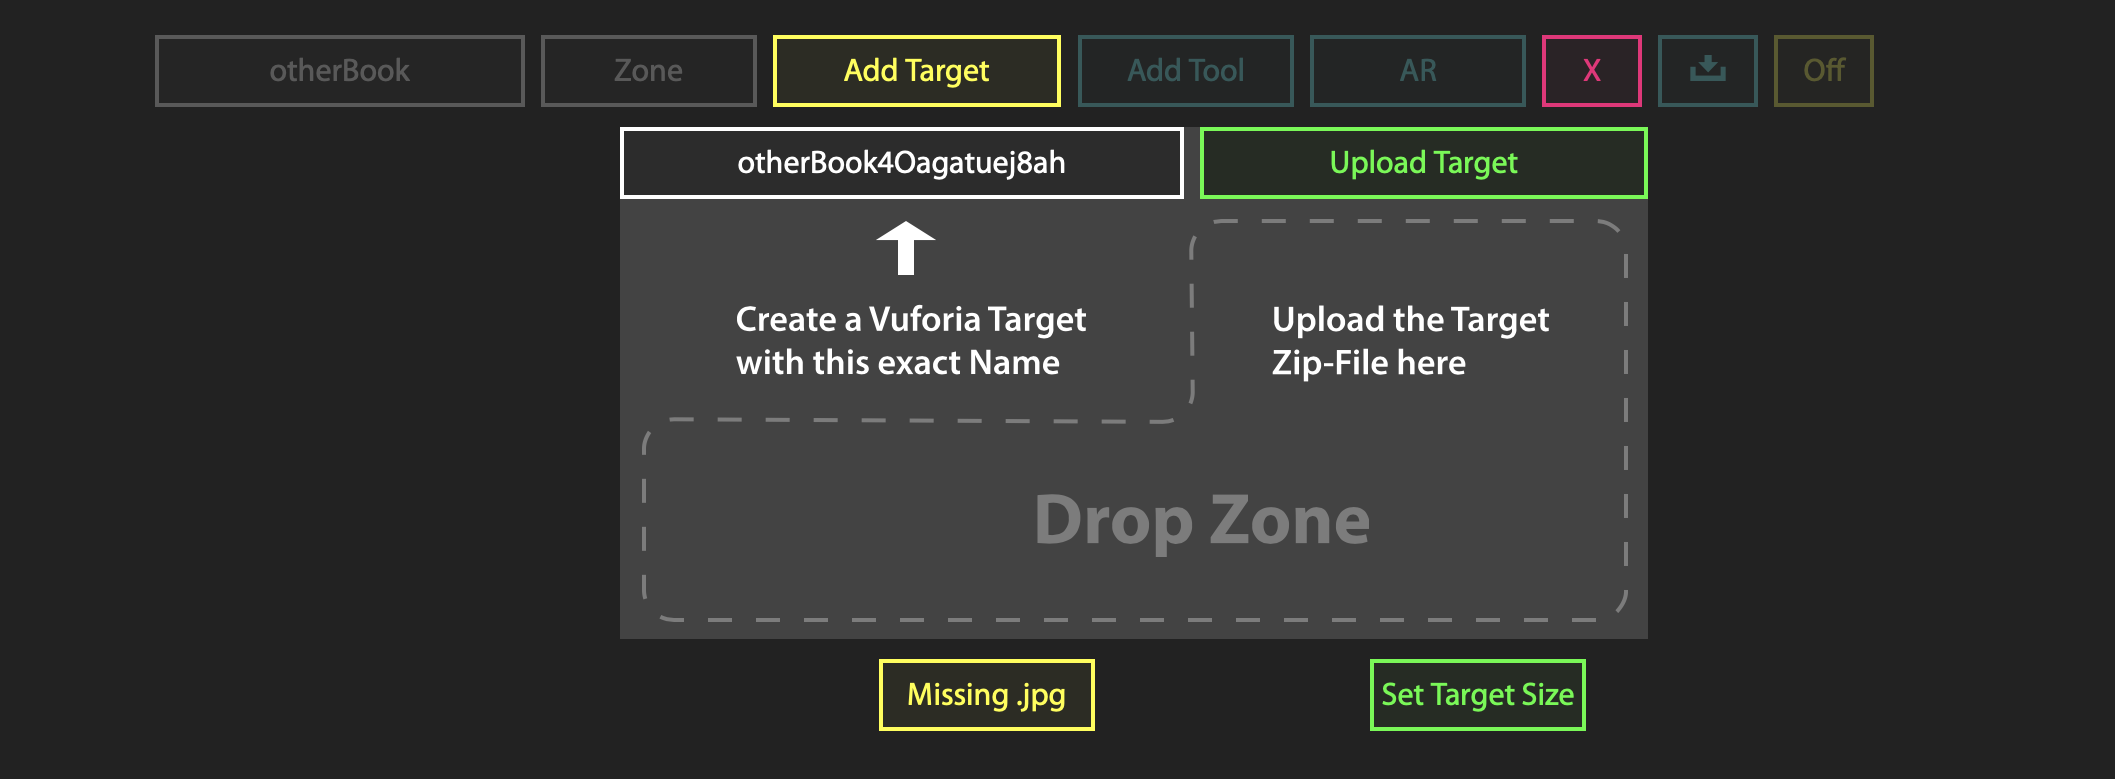 otherBook
Zone
Add Target
Add Tool
AR
X
Off
otherBook4Oagatuej8ah
Upload Target
Create a Vuforia Target
with this exact Name
Upload the Target
Zip-File here
Drop Zone
Missing .jpg
Set Target Size